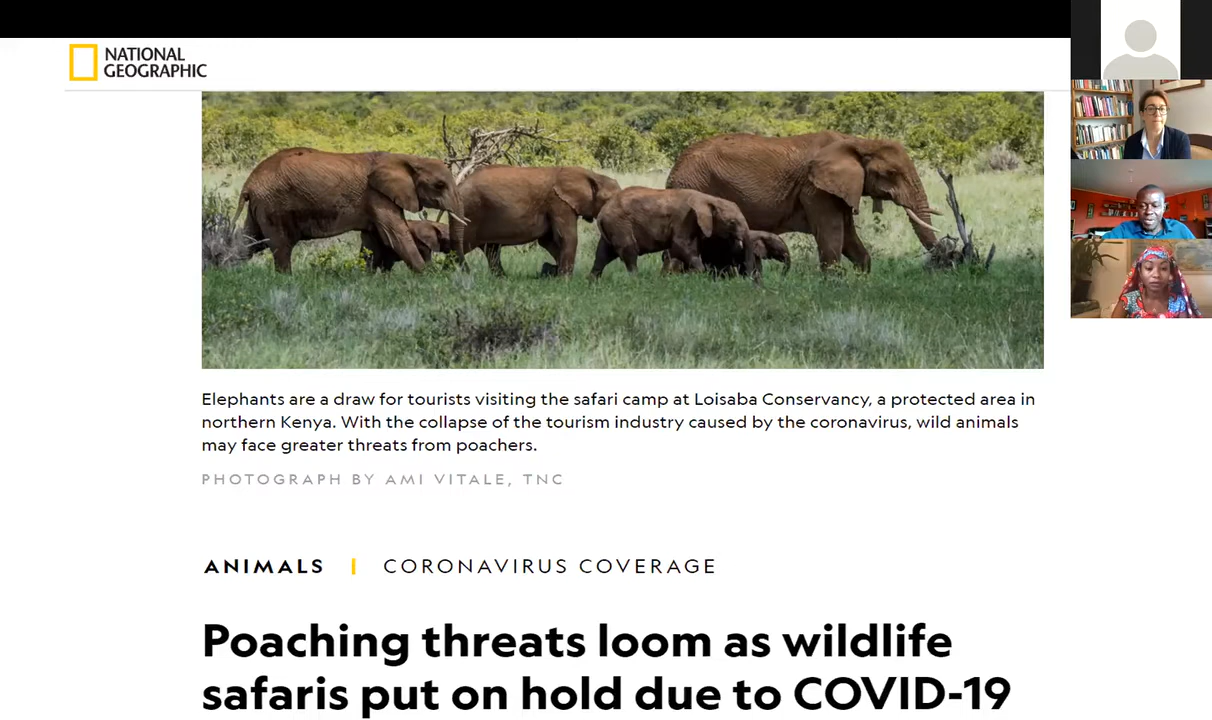 NATIONAL
GEOGRAPHIC
Elephants are a draw for tourists visiting the safari camp at Loisaba Conservancy, a protected area in
northern Kenya. With the collapse of the tourism industry caused by the coronavirus, wild animals
may face greater threats from poachers.
PHOTOGRAPH BY AMI VITALE, TNC
ANIMALS | CORONAVIRUS COVERAGE
Poaching threats loom as wildlife
safaris put on hold due to COVID-19